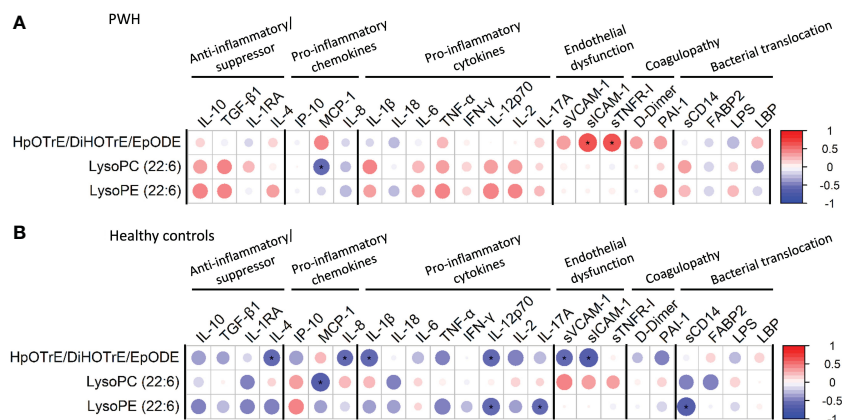 A
PWH
Anti-inflammatory/
suppressor
Pro-inflammatory
chemokines
Pro-inflammatory
cytokines
Endothelial
dysfunction
Coagulopathy
Bacterial translocation
IL-10
TGF-β1
IL-1RA
IL-4
IP-10
MCP-1
IL-8
IL-1β
IL-18
IL-6
TNF-α
IFN-γ
IL-12p70
IL-2
IL-17A
sVCAM-1
sICAM-1
sTNFR-I
D-Dimer
PAI-1
sCD14
FABP2
LPS
LBP
HpOTrE/DiHOTrE/EpODE
* *
LysoPC (22:6)
*
LysoPE (22:6)
1
0.5
0
-0.5
-1
B
Healthy controls
Anti-inflammatory/
suppressor
Pro-inflammatory
chemokines
Pro-inflammatory
cytokines
Endothelial
dysfunction
Coagulopathy
Bacterial translocation
IL-10
TGF-β1
IL-1RA
IL-4
IP-10
MCP-1
IL-8
IL-1β
IL-18
IL-6
TNF-α
IFN-γ
IL-12p70
IL-2
IL-17A
sVCAM-1
sICAM-1
sTNFR-I
D-Dimer
PAI-1
sCD14
FABP2
LPS
LBP
HpOTrE/DiHOTrE/EpODE
* * * * * *
LysoPC (22:6)
*
LysoPE (22:6)
* * *
1
0.5
0
-0.5
-1